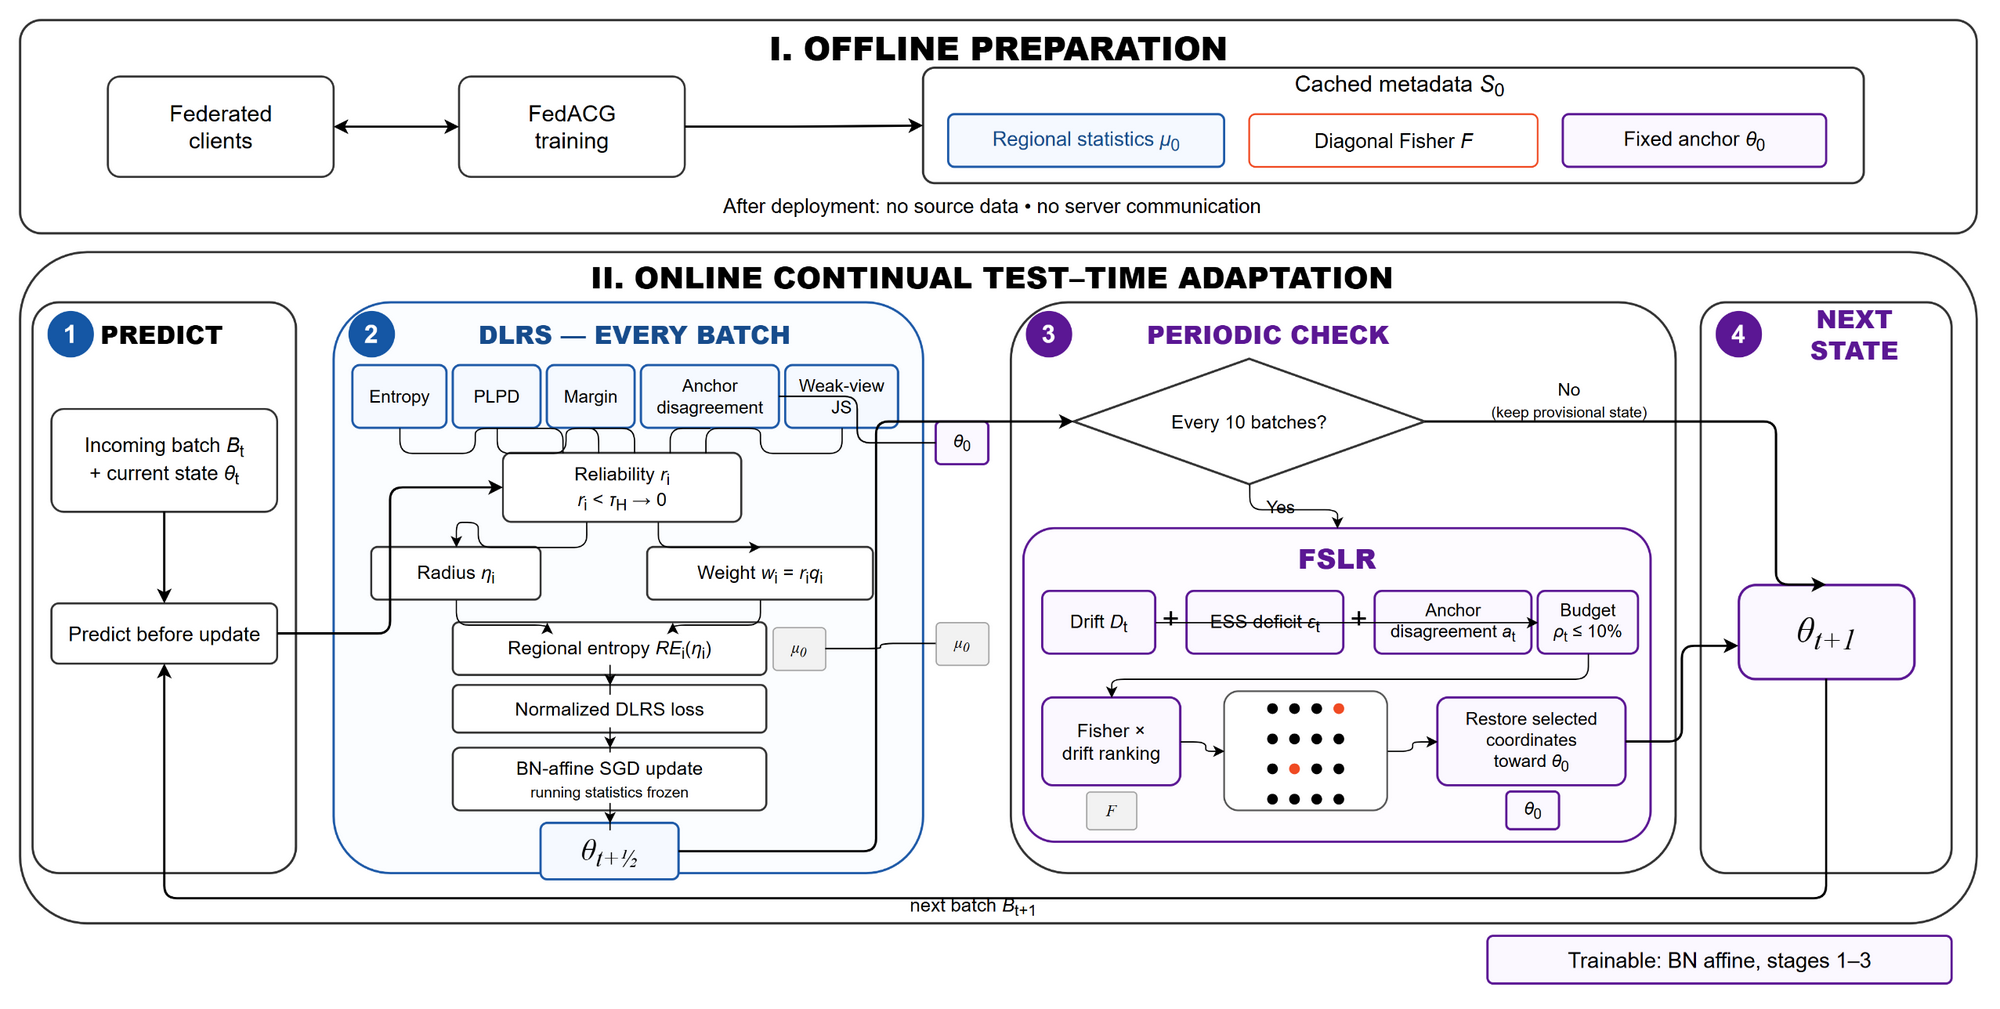 I. OFFLINE PREPARATION
Federated
clients
FedACG
training
Cached metadata S0
Regional statistics μ0
Diagonal Fisher F
Fixed anchor θ0
After deployment: no source data • no server communication
II. ONLINE CONTINUAL TEST–TIME ADAPTATION
1
PREDICT
Incoming batch Bt
+ current state θt
Predict before update
2
DLRS — EVERY BATCH
Entropy
PLPD
Margin
Anchor
disagreement
Weak-view
JS
θ0
Reliability ri
ri < τH → 0
Radius ηi
Weight wi = riqi
Regional entropy REi(ηi)
μ0
μ0
Normalized DLRS loss
BN-affine SGD update
running statistics frozen
θt+½
3
PERIODIC CHECK
Every 10 batches?
No
(keep provisional state)
Yes
FSLR
Drift Dt
+
ESS deficit εt
+
Anchor
disagreement at
Budget
ρt ≤ 10%
Fisher ×
drift ranking
F
Restore selected
coordinates
toward θ0
θ0
4
NEXT
STATE
θt+1
next batch Bt+1
Trainable: BN affine, stages 1–3